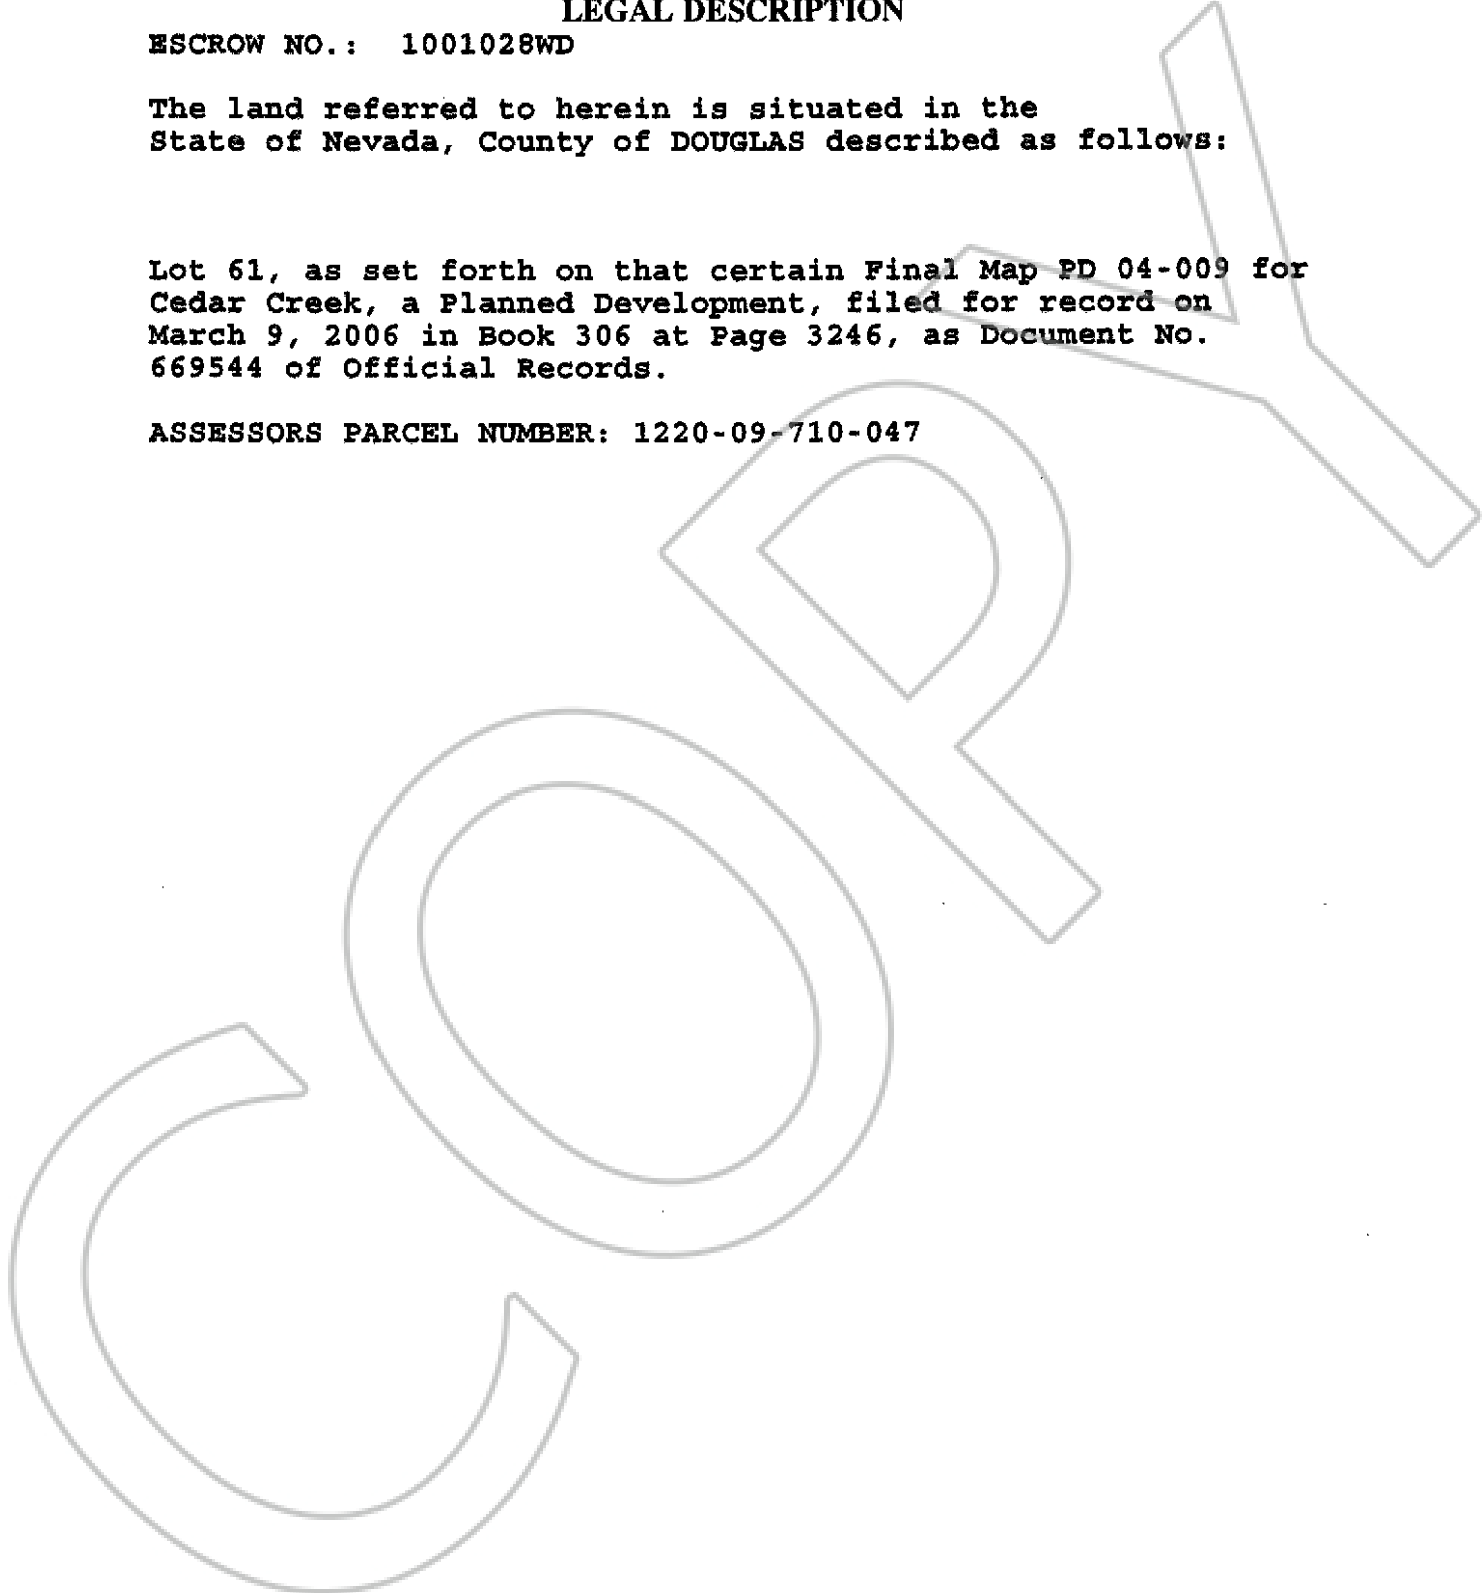 LEGAL DESCRIPTION
ESCROW NO.: 1001028WD
The land referred to herein is situated in the
State of Nevada, County of DOUGLAS described as follows:
Lot 61, as set forth on that certain Final Map PD 04-009 for
Cedar Creek, a Planned Development, filed for record on
March 9, 2006 in Book 306 at Page 3246, as Document No.
669544 of Official Records.
ASSESSORS PARCEL NUMBER: 1220-09-710-047
COPY